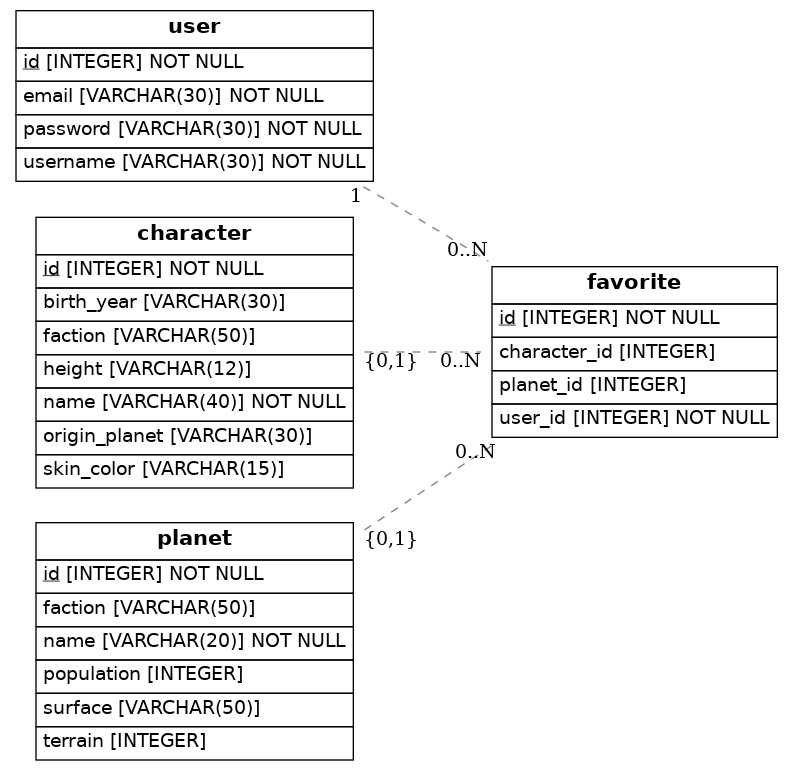 user
id [INTEGER] NOT NULL
email [VARCHAR(30)] NOT NULL
password [VARCHAR(30)] NOT NULL
username [VARCHAR(30)] NOT NULL
1
0..N
character
id [INTEGER] NOT NULL
birth_year [VARCHAR(30)]
faction [VARCHAR(50)]
height [VARCHAR(12)]
name [VARCHAR(40)] NOT NULL
origin_planet [VARCHAR(30)]
skin_color [VARCHAR(15)]
{0,1}
0..N
favorite
id [INTEGER] NOT NULL
character_id [INTEGER]
planet_id [INTEGER]
user_id [INTEGER] NOT NULL
0..N
{0,1}
planet
id [INTEGER] NOT NULL
faction [VARCHAR(50)]
name [VARCHAR(20)] NOT NULL
population [INTEGER]
surface [VARCHAR(50)]
terrain [INTEGER]